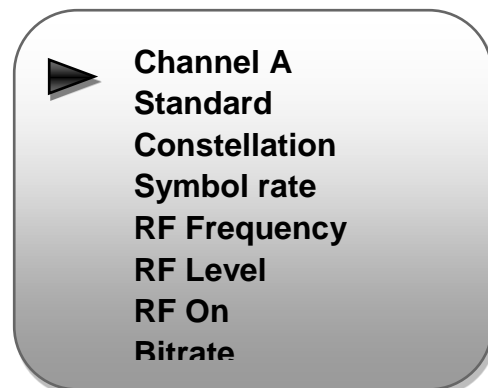 Channel A
Standard
Constellation
Symbol rate
RF Frequency
RF Level
RF On
Bitrate